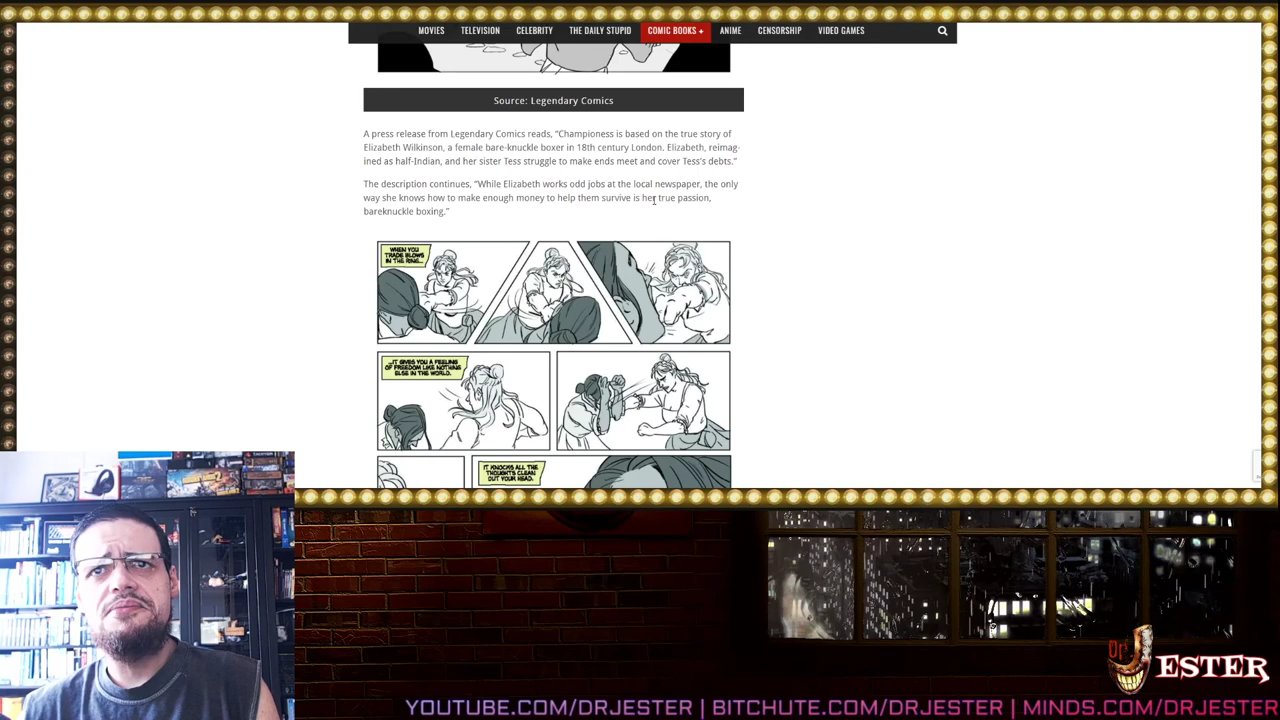 MOVIES TELEVISION CELEBRITY THE DAILY STUPID COMIC BOOKS + ANIME CENSORSHIP VIDEO GAMES
Source: Legendary Comics
A press release from Legendary Comics reads, “Championess is based on the true story of
Elizabeth Wilkinson, a female bare-knuckle boxer in 18th century London. Elizabeth, reimag-
ined as half-Indian, and her sister Tess struggle to make ends meet and cover Tess’s debts.”
The description continues, “While Elizabeth works odd jobs at the local newspaper, the only
way she knows how to make enough money to help them survive is her true passion,
bareknuckle boxing.”
WHEN YOU
TRADE BLOWS
IN THE RING...
...IT GIVES YOU A FEELING
OF FREEDOM LIKE NOTHING
ELSE IN THE WORLD.
IT KNOCKS ALL THE
THOUGHTS CLEAN
OUT YOUR HEAD.
Dr.
JESTER
YOUTUBE.COM/DRJESTER | BITCHUTE.COM/DRJESTER | MINDS.COM/DRJESTER